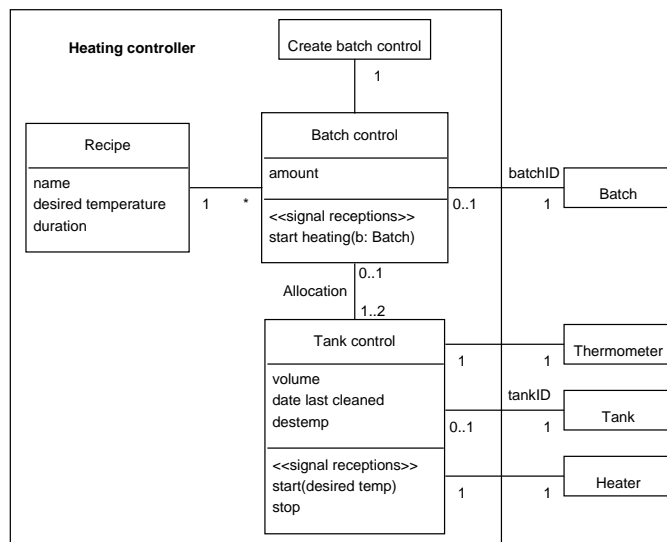 Heating controller
Create batch control
1
Recipe
name
desired temperature
duration
1
*
Batch control
amount
<<signal receptions>>
start heating(b: Batch)
0..1
batchID
1
Batch
0..1
Allocation
1..2
Tank control
volume
date last cleaned
destemp
<<signal receptions>>
start(desired temp)
stop
1
1
Thermometer
0..1
tankID
1
Tank
1
1
Heater